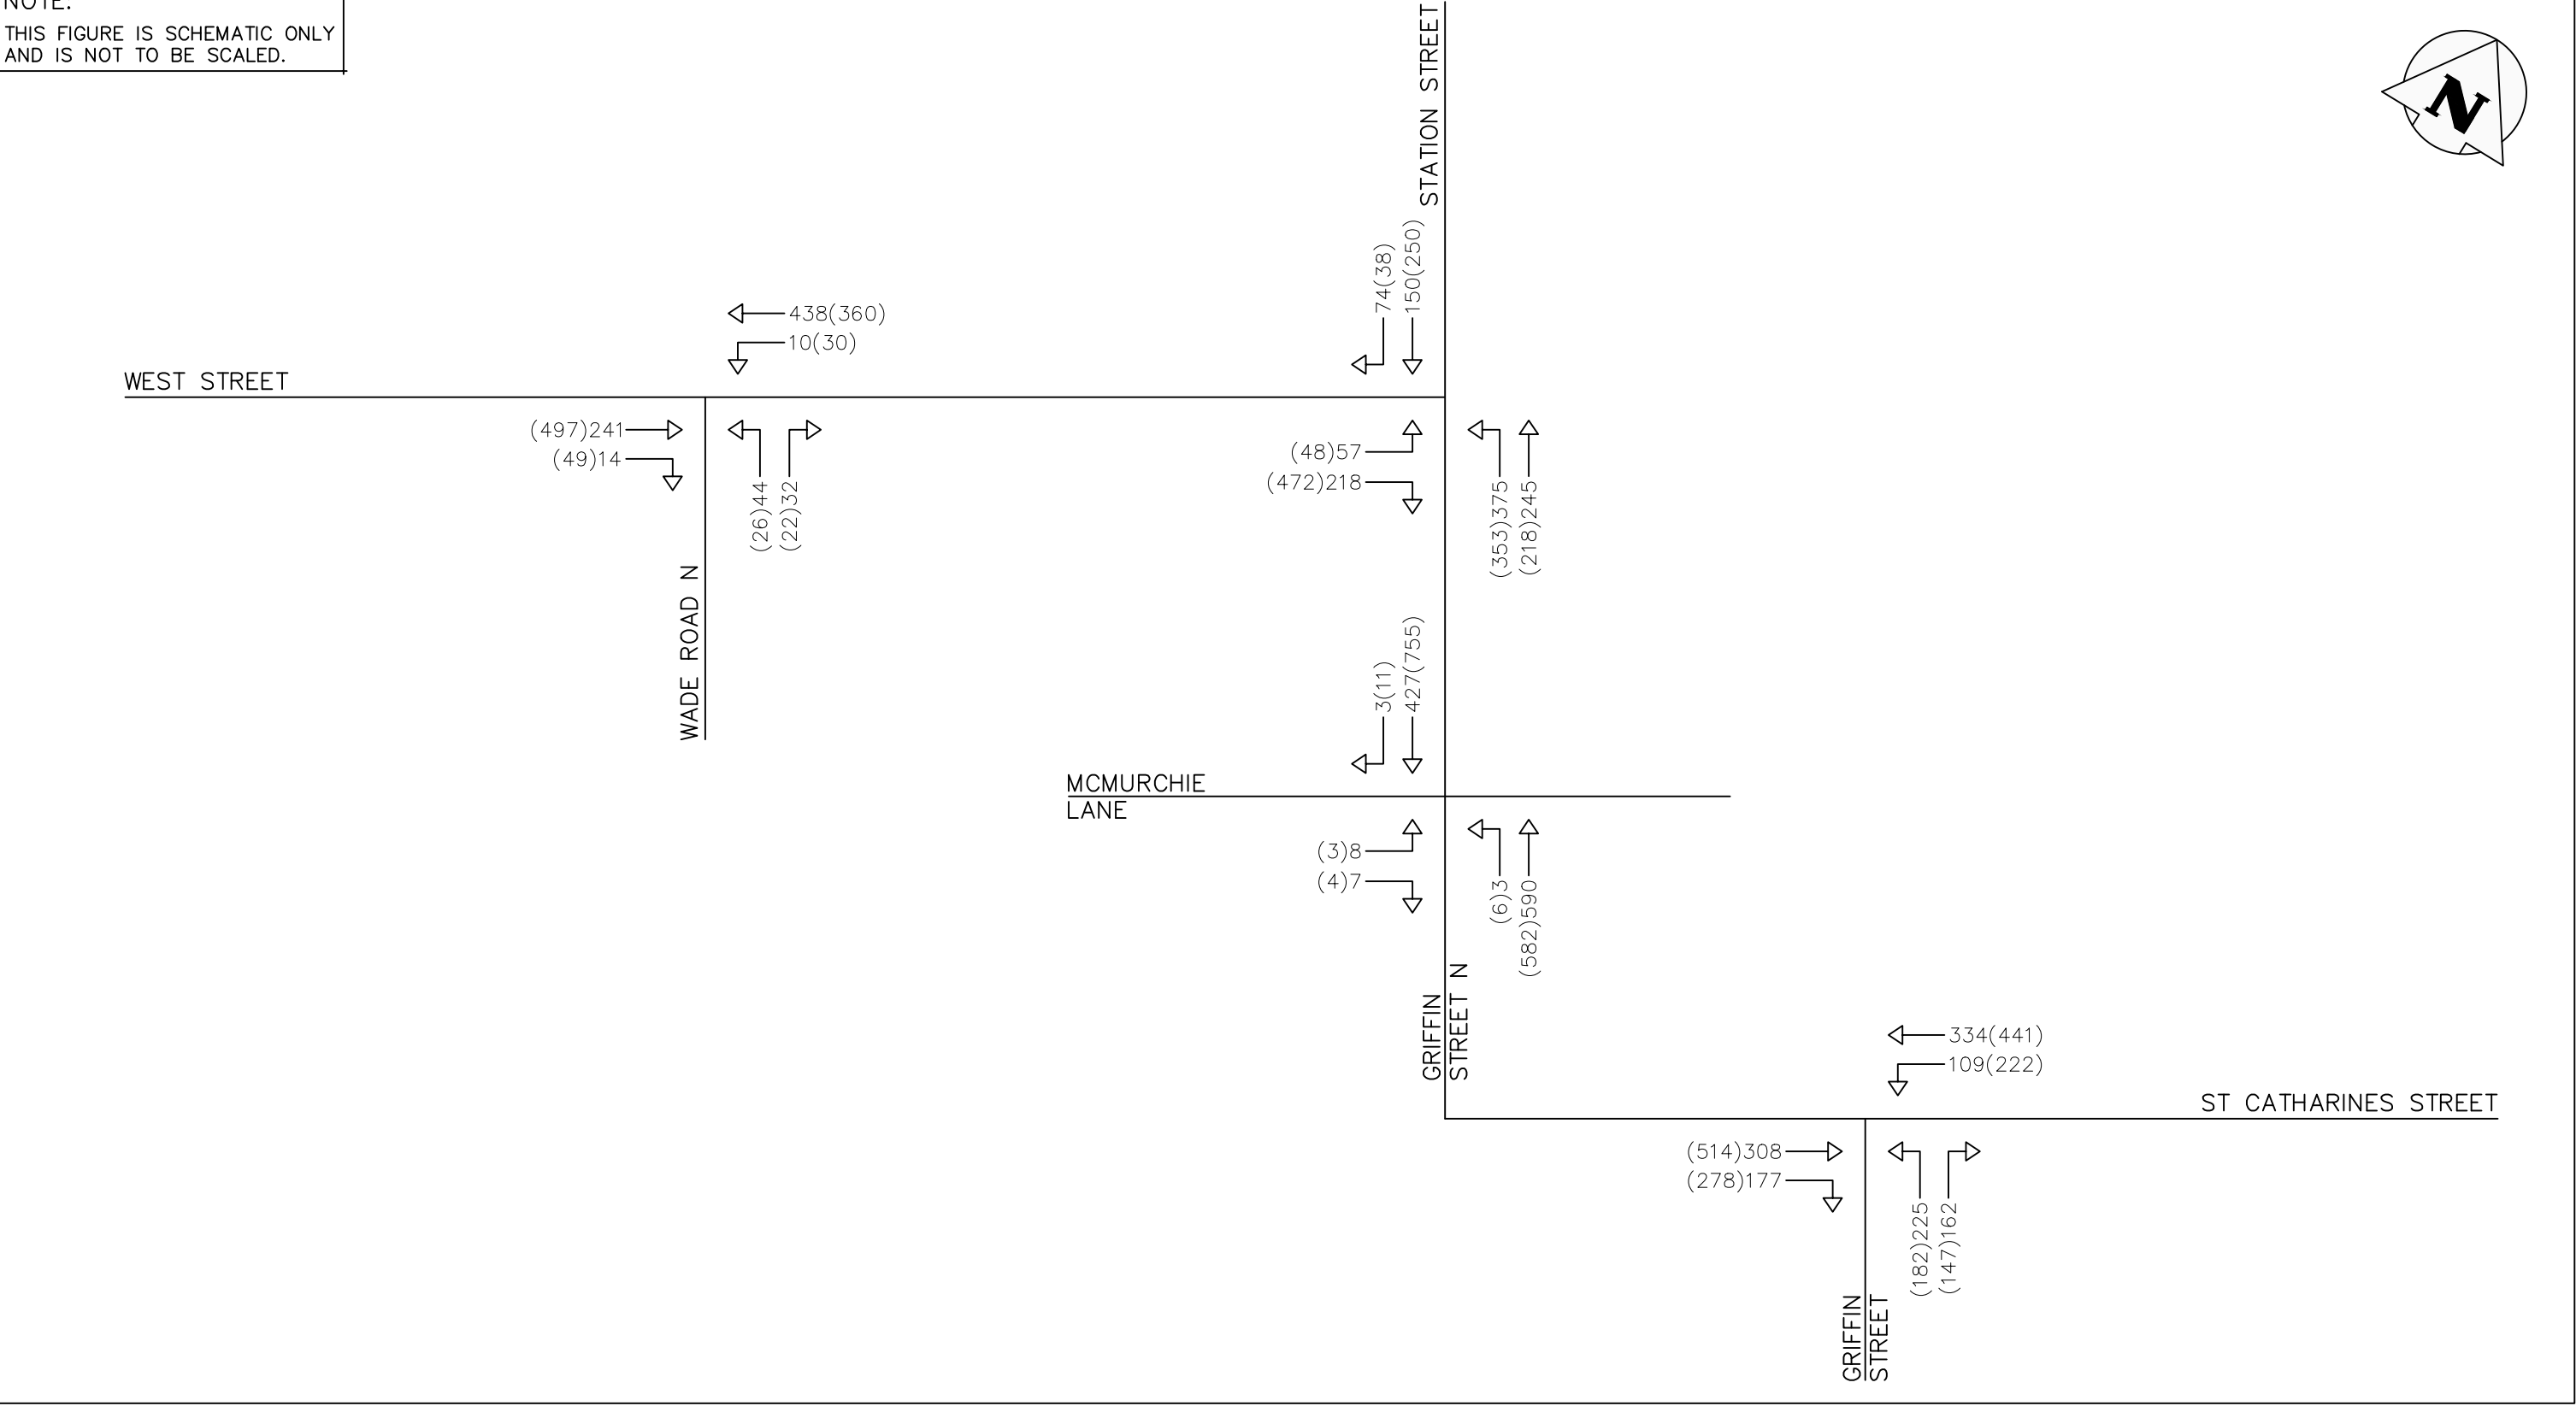 NOTE:
THIS FIGURE IS SCHEMATIC ONLY
AND IS NOT TO BE SCALED.
STATION STREET
N
74(38)
150(250)
438(360)
10(30)
WEST STREET
(497)241
(49)14
(26)44
(22)32
WADE ROAD N
(48)57
(472)218
(353)375
(218)245
3(11)
427(755)
MCMURCHIE
LANE
(3)8
(4)7
(6)3
(582)590
GRIFFIN
STREET N
334(441)
109(222)
ST CATHARINES STREET
(514)308
(278)177
(182)225
(147)162
GRIFFIN
STREET